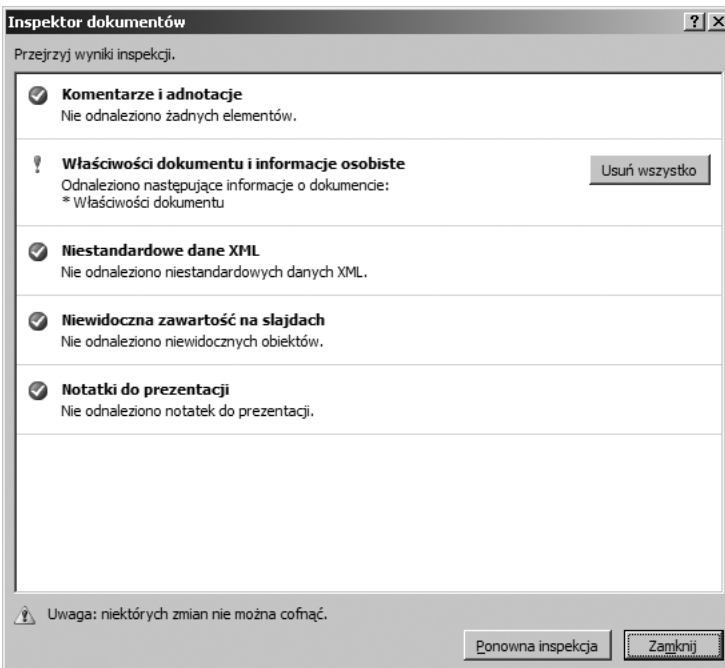 Inspektor dokumentów
Przejrzyj wyniki inspekcji.
Komentarze i adnotacje
Nie odnaleziono żadnych elementów.
Właściwości dokumentu i informacje osobiste
Usuń wszystko
Odnaleziono następujące informacje o dokumencie:
* Właściwości dokumentu
Niestandardowe dane XML
Nie odnaleziono niestandardowych danych XML.
Niewidoczna zawartość na slajdach
Nie odnaleziono niewidocznych obiektów.
Notatki do prezentacji
Nie odnaleziono notatek do prezentacji.
Uwaga: niektórych zmian nie można cofnąć.
Ponowna inspekcja
Zamknij